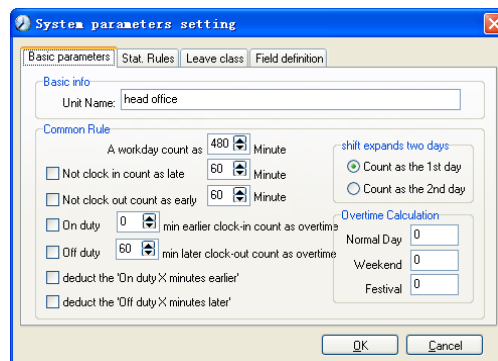 System parameters setting
Basic parameters Stat. Rules Leave class Field definition
Basic info
Unit Name: head office
Common Rule
A workday count as 480 Minute
Not clock in count as late 60 Minute
Not clock out count as early 60 Minute
On duty 0 min earlier clock-in count as overtime
Off duty 60 min later clock-out count as overtime
deduct the 'On duty X minutes earlier'
deduct the 'Off duty X minutes later'
shift expands two days
Count as the 1st day
Count as the 2nd day
Overtime Calculation
Normal Day 0
Weekend 0
Festival 0
OK Cancel